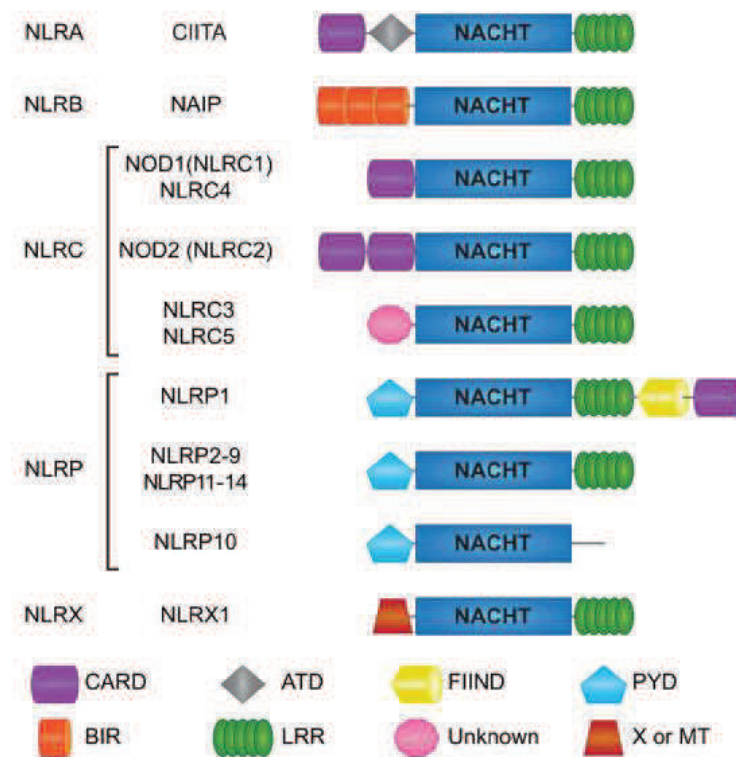 NLRA CIITA NACHT
NLRB NAIP NACHT
NOD1(NLRC1)
NLRC4 NACHT
NLRC NOD2 (NLRC2) NACHT
NLRC3
NLRC5 NACHT
NLRP1 NACHT
NLRP
NLRP2-9
NLRP11-14 NACHT
NLRP10 NACHT
NLRX NLRX1 NACHT
CARD ATD FIIND PYD
BIR LRR Unknown X or MT